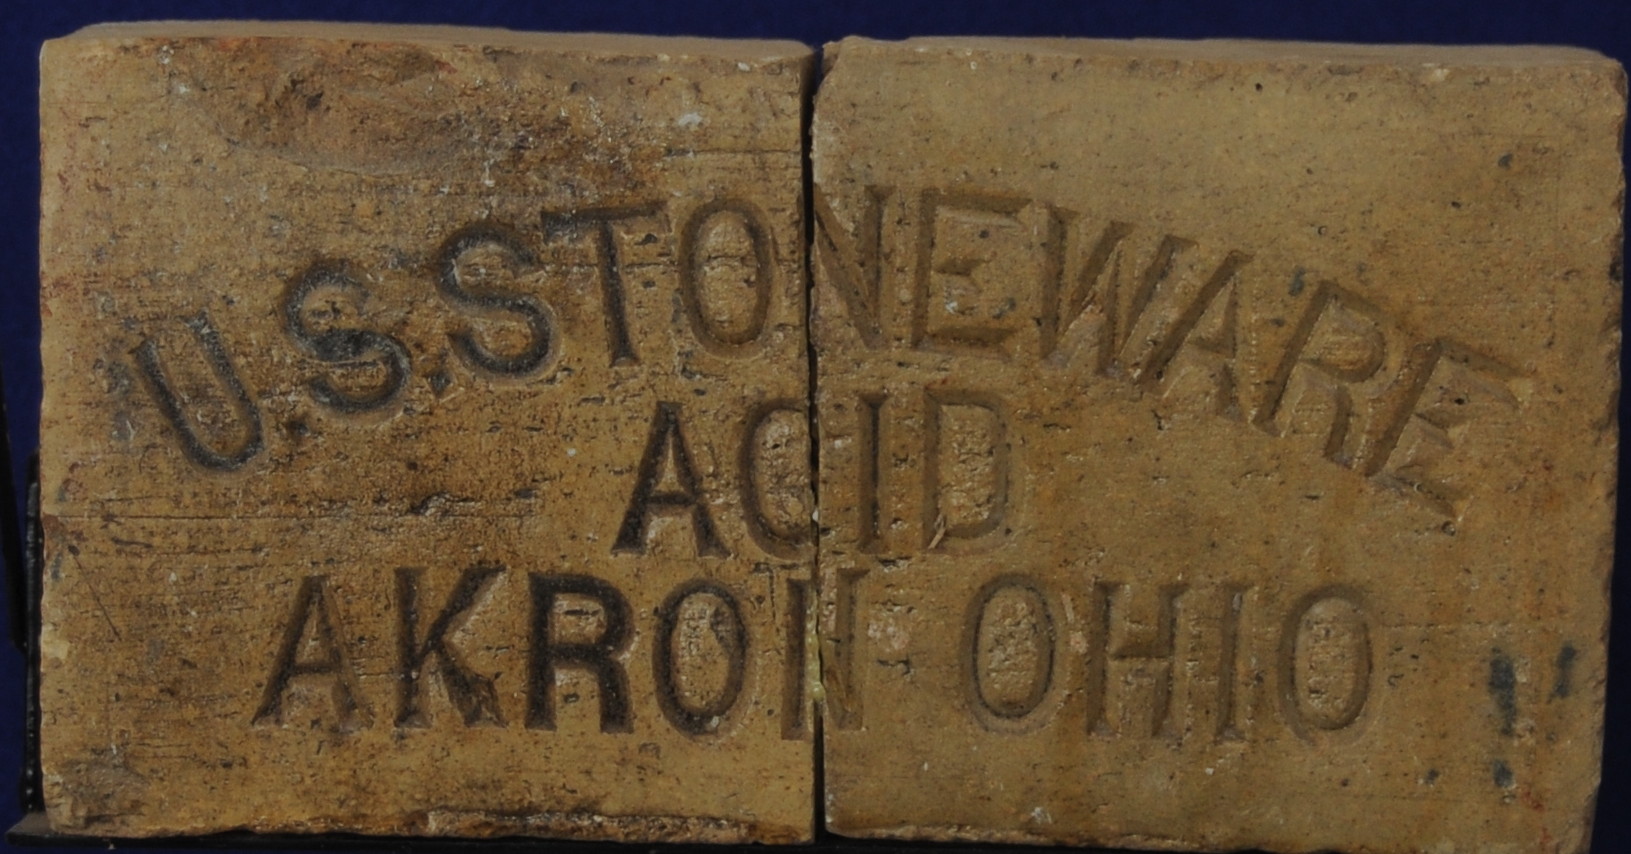 U.S.STONEWARE
ACID
AKRON OHIO